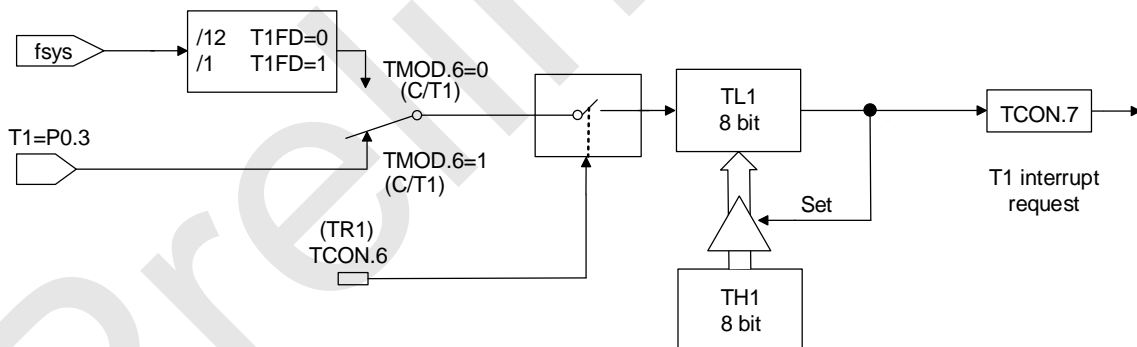 fsys
/12 T1FD=0
/1 T1FD=1
TMOD.6=0
(C/T1)
T1=P0.3
TMOD.6=1
(C/T1)
(TR1)
TCON.6
TL1
8 bit
Set
TH1
8 bit
TCON.7
T1 interrupt
request